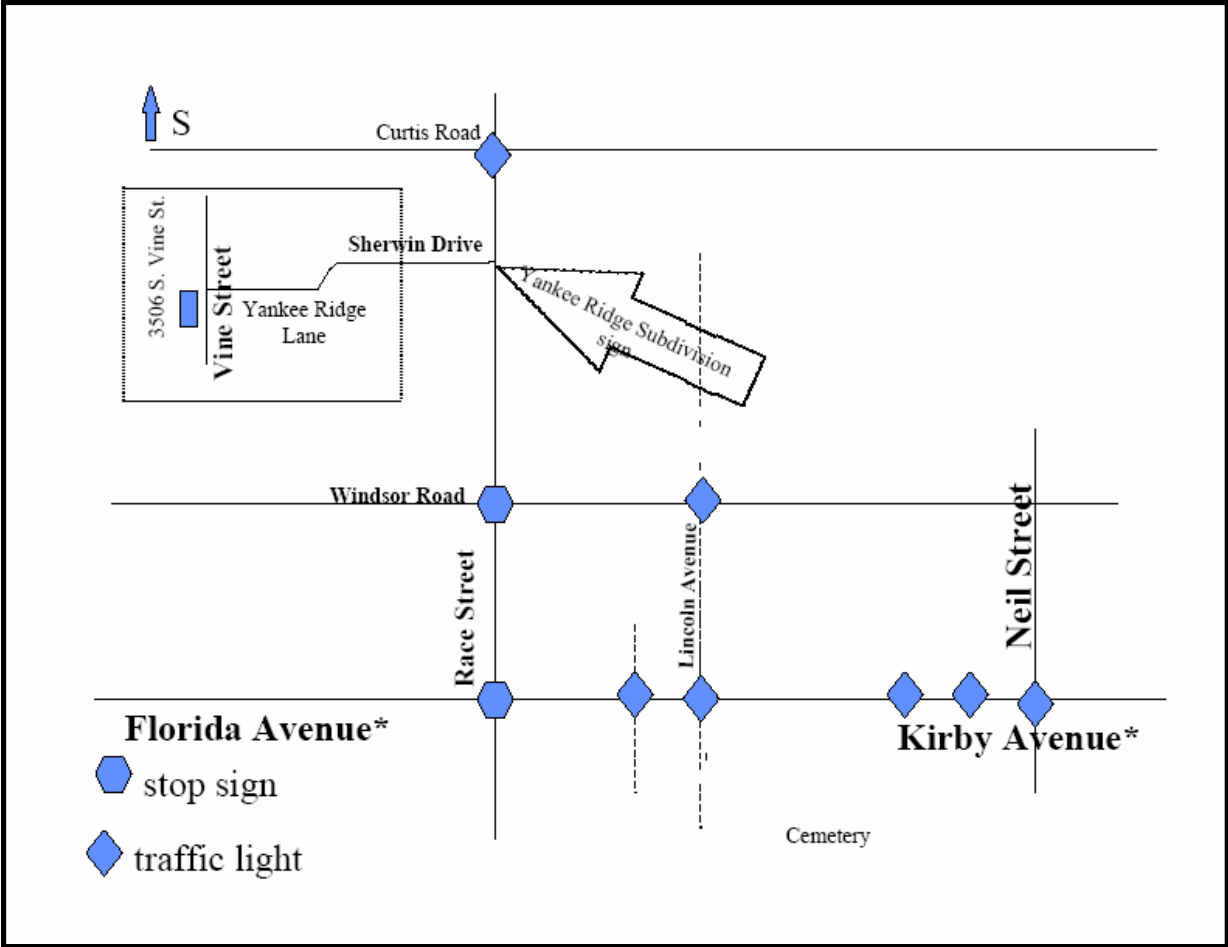 S
Curtis Road
3506 S. Vine St.
Vine Street
Sherwin Drive
Yankee Ridge
Lane
Yankee Ridge Subdivision
sign
Windsor Road
Race Street
Lincoln Avenue
Neil Street
Florida Avenue*
Kirby Avenue*
stop sign
traffic light
Cemetery